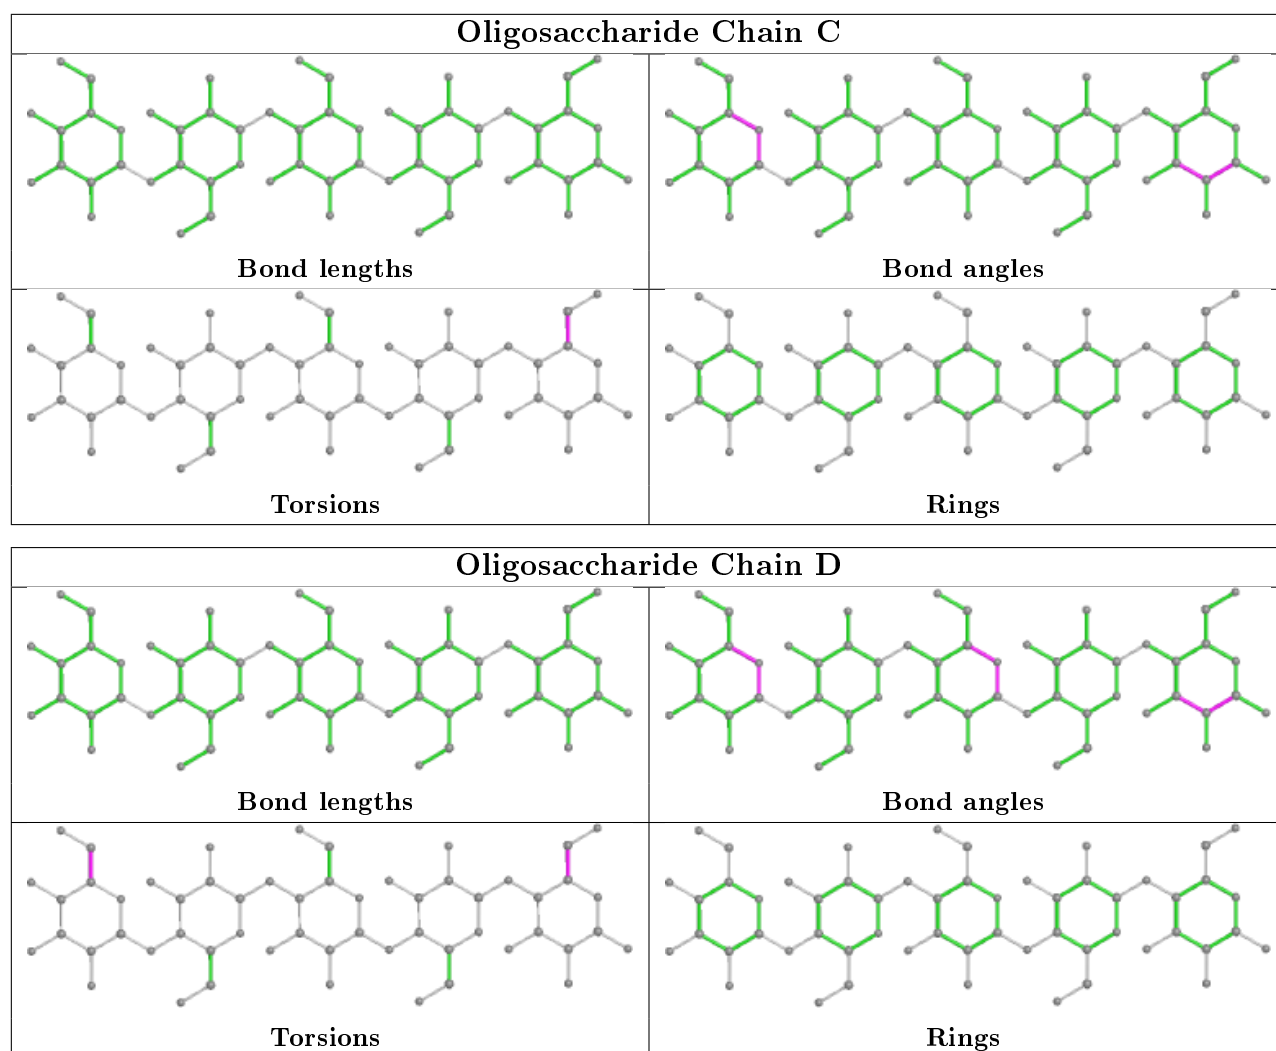 Oligosaccharide Chain C
Bond lengths
Bond angles
Torsions
Rings
Oligosaccharide Chain D
Bond lengths
Bond angles
Torsions
Rings